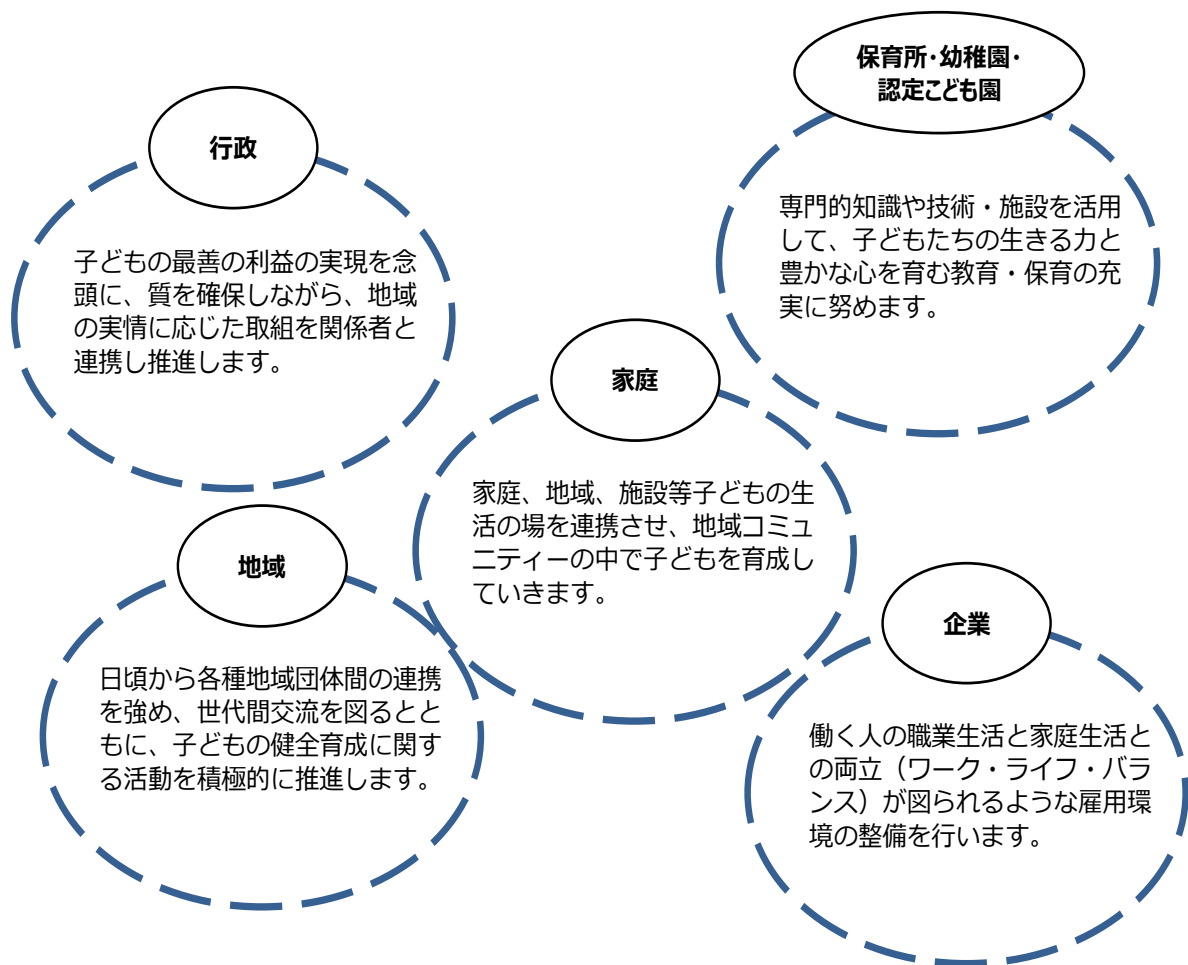 保育所・幼稚園・
認定こども園
専門的知識や技術・施設を活用
して、子どもたちの生きる力と
豊かな心を育む教育・保育の充
実に努めます。
行政
子どもの最善の利益の実現を念
頭に、質を確保しながら、地域
の実情に応じた取組を関係者と
連携し推進します。
家庭
家庭、地域、施設等子どもの生
活の場を連携させ、地域コミュ
ニティーの中で子どもを育成し
ていきます。
地域
日頃から各種地域団体間の連携
を強め、世代間交流を図るとと
もに、子どもの健全育成に関す
る活動を積極的に推進します。
企業
働く人の職業生活と家庭生活と
の両立（ワーク・ライフ・バラ
ンス）が図られるような雇用環
境の整備を行います。